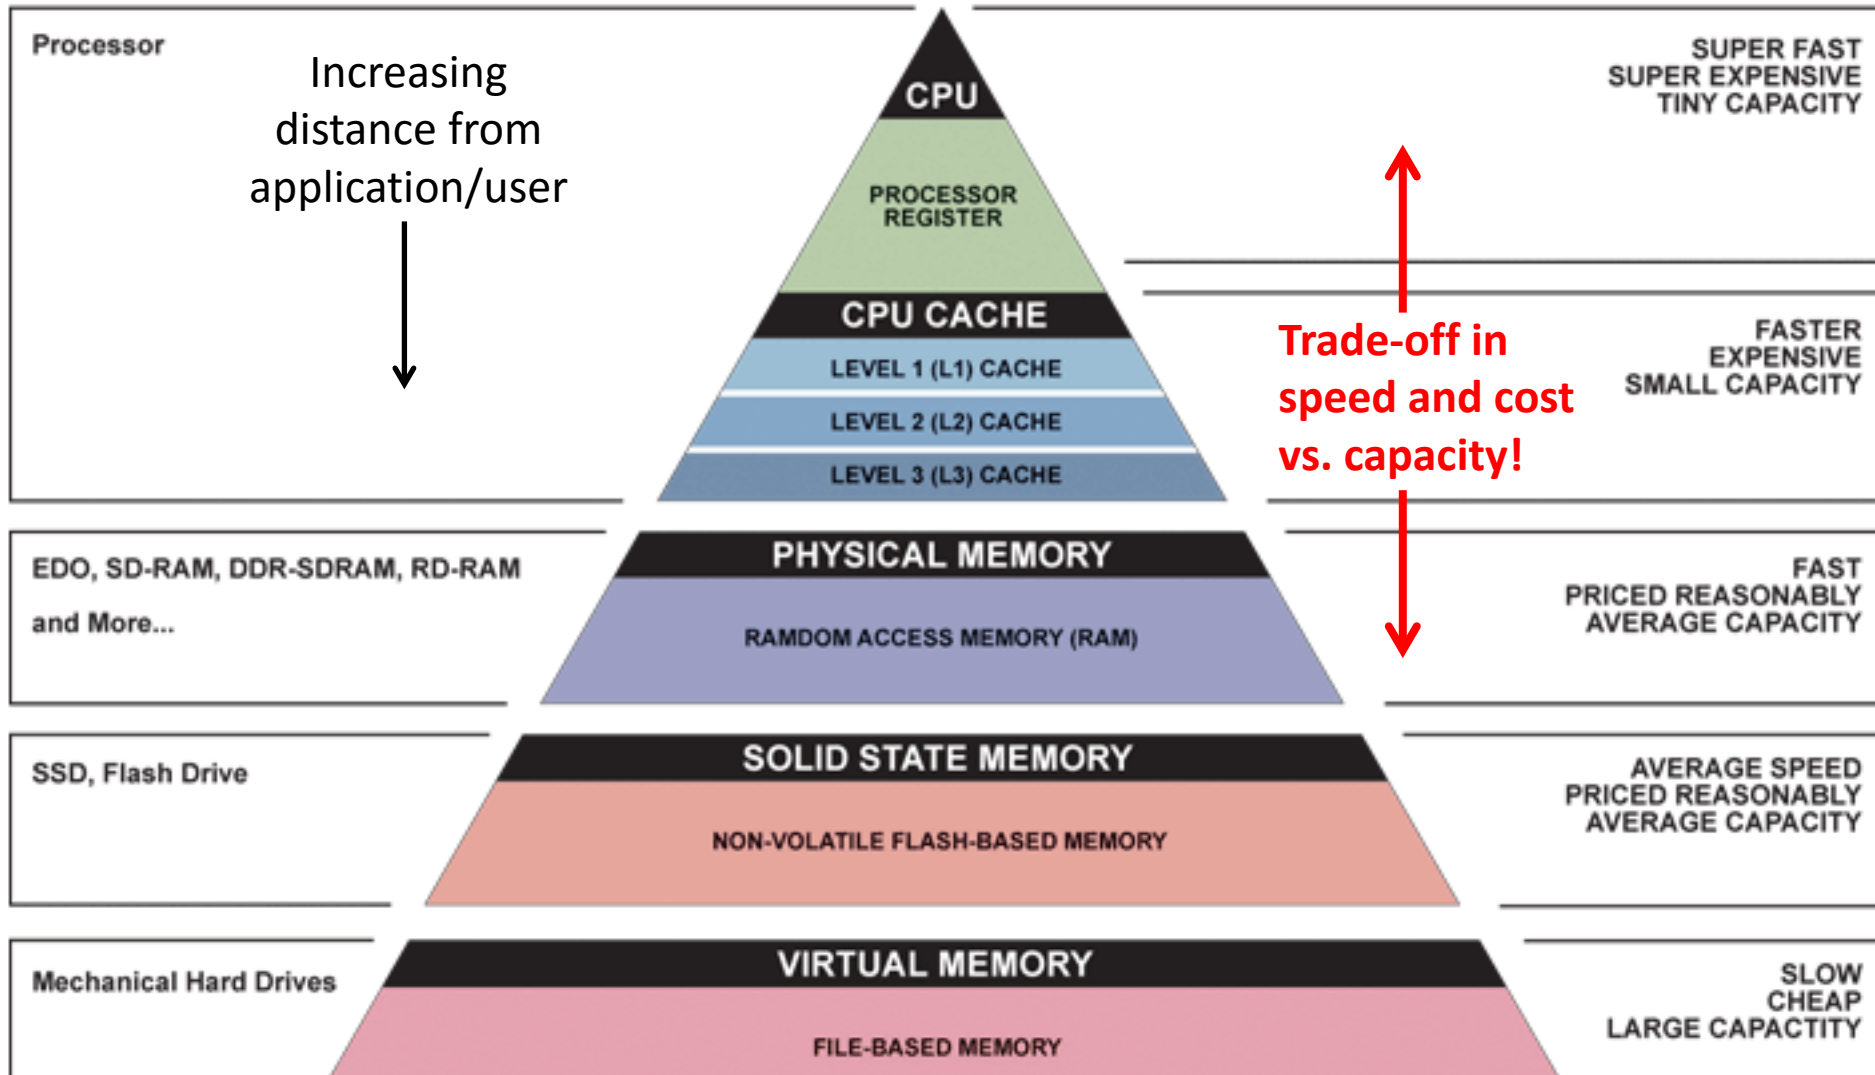 Processor
Increasing
distance from
application/user
CPU
PROCESSOR
REGISTER
SUPER FAST
SUPER EXPENSIVE
TINY CAPACITY
CPU CACHE
LEVEL 1 (L1) CACHE
LEVEL 2 (L2) CACHE
LEVEL 3 (L3) CACHE
Trade-off in
speed and cost
vs. capacity!
FASTER
EXPENSIVE
SMALL CAPACITY
EDO, SD-RAM, DDR-SDRAM, RD-RAM
and More...
PHYSICAL MEMORY
RAMDOM ACCESS MEMORY (RAM)
FAST
PRICED REASONABLY
AVERAGE CAPACITY
SSD, Flash Drive
SOLID STATE MEMORY
NON-VOLATILE FLASH-BASED MEMORY
AVERAGE SPEED
PRICED REASONABLY
AVERAGE CAPACITY
Mechanical Hard Drives
VIRTUAL MEMORY
FILE-BASED MEMORY
SLOW
CHEAP
LARGE CAPACTITY